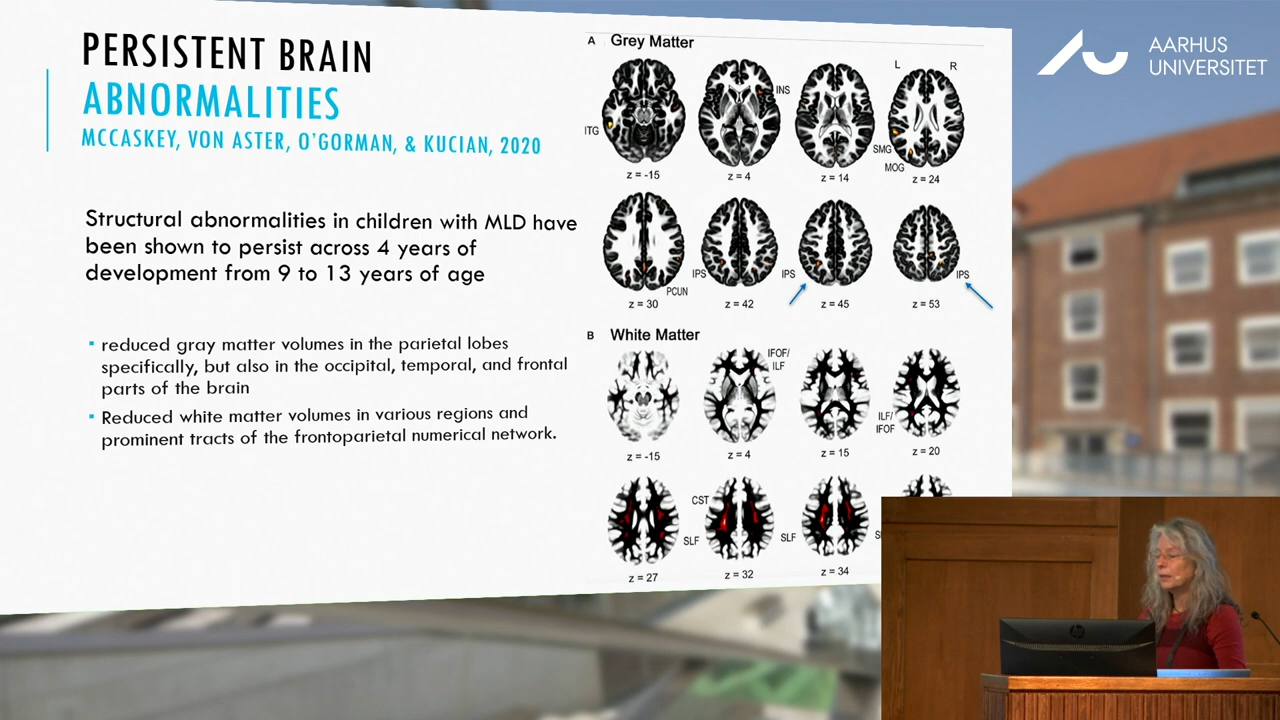 PERSISTENT BRAIN
ABNORMALITIES
MCCASKEY, VON ASTER, O'GORMAN, & KUCIAN, 2020
Structural abnormalities in children with MLD have
been shown to persist across 4 years of
development from 9 to 13 years of age
▪ reduced gray matter volumes in the parietal lobes
specifically, but also in the occipital, temporal, and frontal
parts of the brain
▪ Reduced white matter volumes in various regions and
prominent tracts of the frontoparietal numerical network.
A Grey Matter
L R
ITG
INS
SMG
MOG
z = -15
z = 4
z = 14
z = 24
PCUN
IPS
IPS
IPS
z = 30
z = 42
z = 45
z = 53
B White Matter
IFOF/
ILF
ILF/
IFOF
z = -15
z = 4
z = 15
z = 20
CST
SLF
SLF
z = 27
z = 32
z = 34
AARHUS
UNIVERSITET
hp